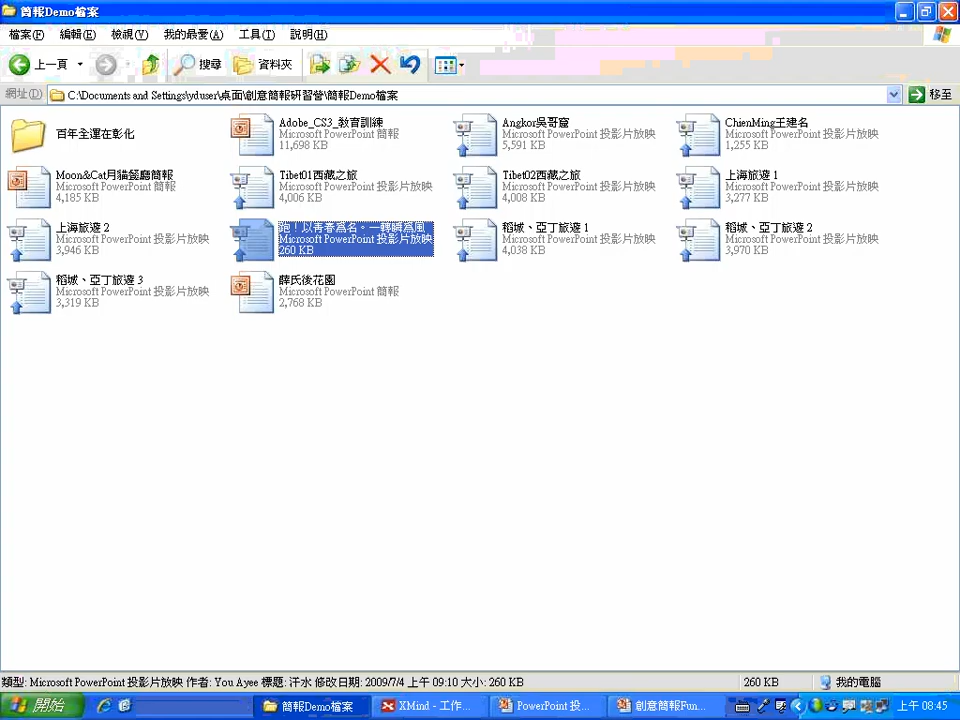 簡報Demo檔案
檔案(F) 編輯(E) 檢視(V) 我的最愛(A) 工具(T) 說明(H)
上一頁 搜尋 資料夾
網址(D) C:\Documents and Settings\yduser\桌面\創意簡報研習營\簡報Demo檔案 移至
百年全運在彰化
Adobe_CS3_教育訓練
Microsoft PowerPoint 簡報
11,698 KB
Angkor吳哥窟
Microsoft PowerPoint 投影片放映
5,591 KB
ChienMing王建名
Microsoft PowerPoint 投影片放映
1,255 KB
Moon&Cat月貓餐廳簡報
Microsoft PowerPoint 簡報
4,185 KB
Tibet01西藏之旅
Microsoft PowerPoint 投影片放映
4,006 KB
Tibet02西藏之旅
Microsoft PowerPoint 投影片放映
4,008 KB
上海旅遊 1
Microsoft PowerPoint 投影片放映
3,277 KB
上海旅遊 2
Microsoft PowerPoint 投影片放映
3,946 KB
跑！以青春為名。一轉瞬為風
Microsoft PowerPoint 投影片放映
260 KB
稻城、亞丁旅遊 1
Microsoft PowerPoint 投影片放映
4,038 KB
稻城、亞丁旅遊 2
Microsoft PowerPoint 投影片放映
3,970 KB
稻城、亞丁旅遊 3
Microsoft PowerPoint 投影片放映
3,319 KB
薛氏後花園
Microsoft PowerPoint 簡報
2,768 KB
類型: Microsoft PowerPoint 投影片放映 作者: You Ayee 標題: 汗水 修改日期: 2009/7/4 上午 09:10 大小: 260 KB 260 KB 我的電腦
開始 簡報Demo檔案 XMind - 工作... PowerPoint 投... 創意簡報Fun... 上午 08:45